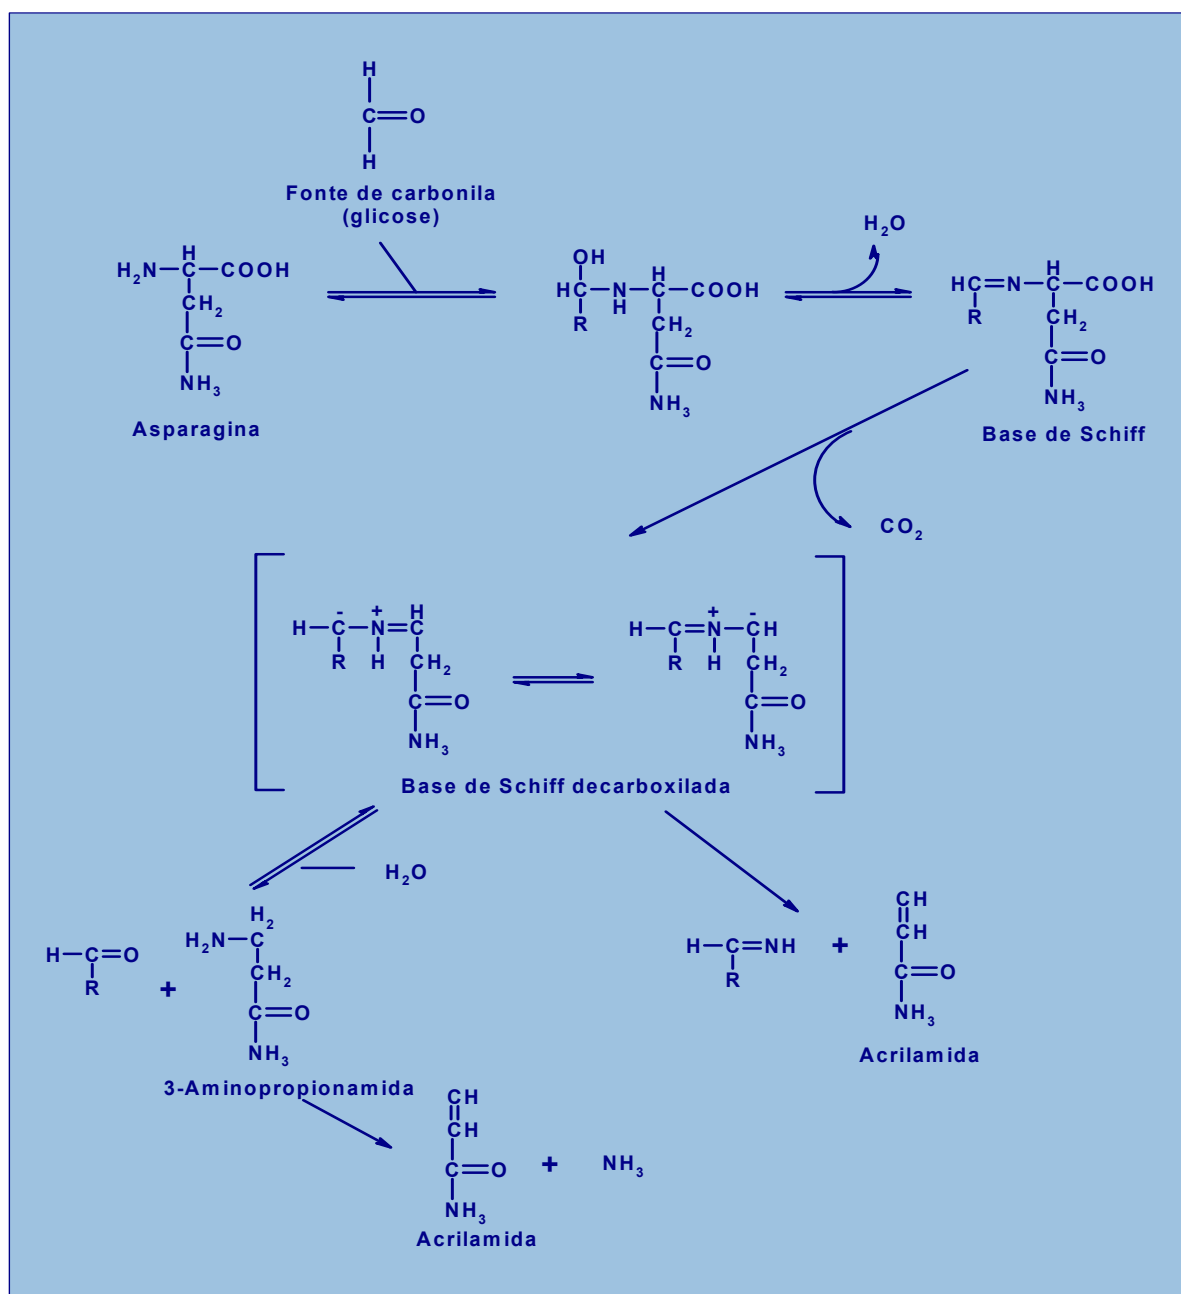 H
C=O
H
Fonte de carbonila
(glicose)
H₂O
H
H₂N–C–COOH
CH₂
C=O
NH₃
Asparagina
OH
H
HC–N–C–COOH
R
H
CH₂
C=O
NH₃
H
HC=N–C–COOH
R
CH₂
C=O
NH₃
Base de Schiff
CO₂
- + H
H–C–N=C
R H
CH₂
C=O
NH₃
+ -
H–C=N–CH
R H
CH₂
C=O
NH₃
Base de Schiff decarboxilada
H₂O
H–C=O
R
+
H₂
H₂N–C
CH₂
C=O
NH₃
3-Aminopropionamida
H–C=NH
R
+
CH
CH
C=O
NH₃
Acrilamida
CH
CH
C=O
NH₃
Acrilamida
+
NH₃